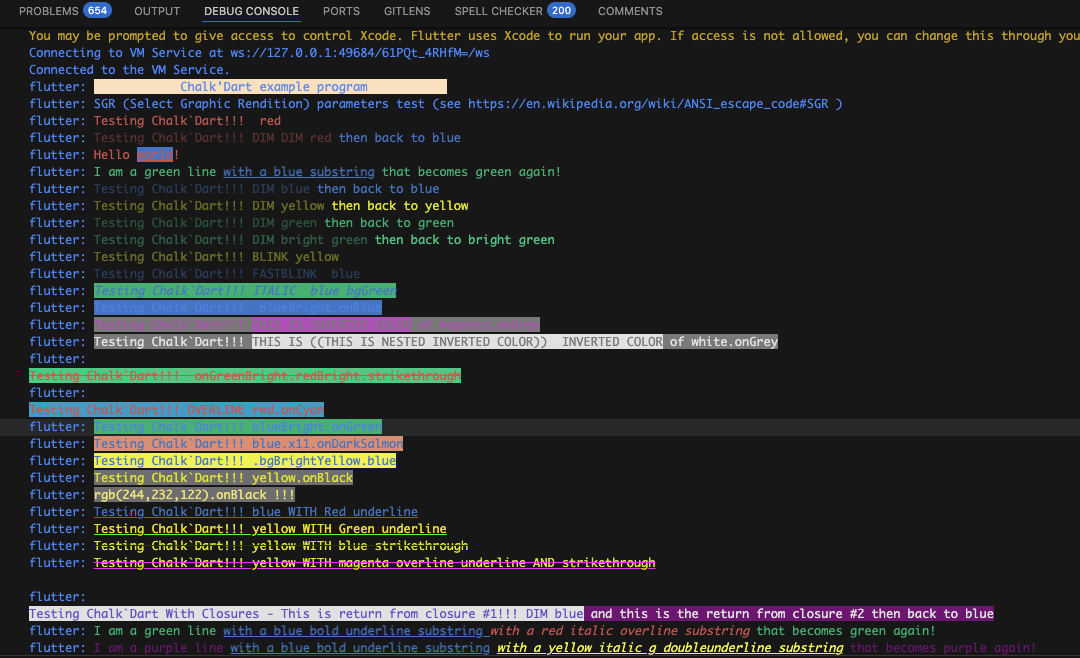 PROBLEMS 654 OUTPUT DEBUG CONSOLE PORTS GITLENS SPELL CHECKER 200 COMMENTS
You may be prompted to give access to control Xcode. Flutter uses Xcode to run your app. If access is not allowed, you can change this through you
Connecting to VM Service at ws://127.0.0.1:49684/61PQt_4RHfM=/ws
Connected to the VM Service.
flutter: Chalk'Dart example program
flutter: SGR (Select Graphic Rendition) parameters test (see https://en.wikipedia.org/wiki/ANSI_escape_code#SGR )
flutter: Testing Chalk`Dart!!!  red
flutter: Testing Chalk`Dart!!! DIM DIM red then back to blue
flutter: Hello !
flutter: I am a green line with a blue substring that becomes green again!
flutter: Testing Chalk`Dart!!! DIM blue then back to blue
flutter: Testing Chalk`Dart!!! DIM yellow then back to yellow
flutter: Testing Chalk`Dart!!! DIM green then back to green
flutter: Testing Chalk`Dart!!! DIM bright green then back to bright green
flutter: Testing Chalk`Dart!!! BLINK yellow
flutter: Testing Chalk`Dart!!! FASTBLINK  blue
flutter: Testing Chalk`Dart!!! ITALIC  blue bgGreen
flutter: Testing Chalk`Dart!!!  blueBright.onBlue
flutter: Testing Chalk`Dart!!!
flutter: Testing Chalk`Dart!!! THIS IS ((THIS IS NESTED INVERTED COLOR))  INVERTED COLOR of white.onGrey
flutter:
Testing Chalk`Dart!!!  onGreenBright.redBright.strikethrough
flutter:
Testing Chalk`Dart!!! OVERLINE red.onCyan
flutter: Testing Chalk`Dart!!! blueBright.onGreen
flutter: Testing Chalk`Dart!!! blue.x11.onDarkSalmon
flutter: Testing Chalk`Dart!!! .bgBrightYellow.blue
flutter: Testing Chalk`Dart!!! yellow.onBlack
flutter: rgb(244,232,122).onBlack !!!
flutter: Testing Chalk`Dart!!! blue WITH Red underline
flutter: Testing Chalk`Dart!!! yellow WITH Green underline
flutter: Testing Chalk`Dart!!! yellow WITH blue strikethrough
flutter: Testing Chalk`Dart!!! yellow WITH magenta overline underline AND strikethrough
flutter:
Testing Chalk`Dart With Closures - This is return from closure #1!!! DIM blue and this is the return from closure #2 then back to blue
flutter: I am a green line with a blue bold underline substring with a red italic overline substring that becomes green again!
flutter: I am a purple line with a blue bold underline substring with a yellow italic g doubleunderline substring that becomes purple again!